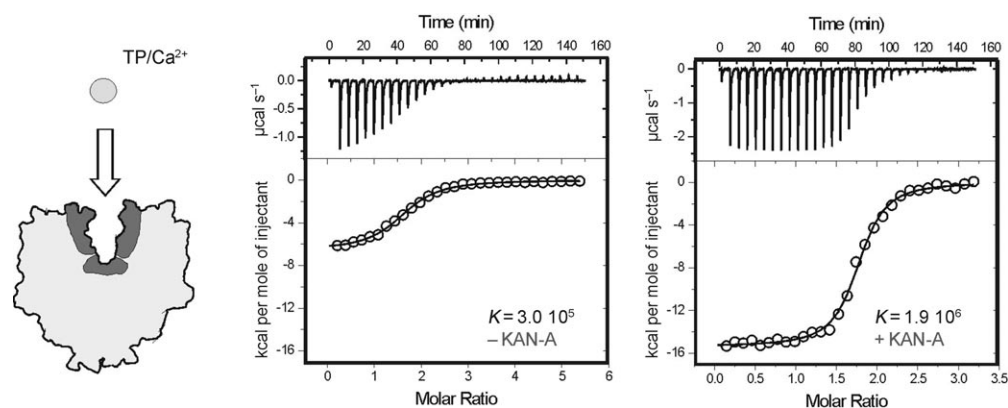 TP/Ca²⁺
Time (min)
0 20 40 60 80 100 120 140 160
0.0
-0.5
-1.0
µcal s⁻¹
0
-4
-8
-12
-16
kcal per mole of injectant
K = 3.0 10⁵
– KAN-A
0 1 2 3 4 5 6
Molar Ratio
Time (min)
0 20 40 60 80 100 120 140 160
0
-1
-2
µcal s⁻¹
0
-4
-8
-12
-16
kcal per mole of injectant
K = 1.9 10⁶
+ KAN-A
0.0 0.5 1.0 1.5 2.0 2.5 3.0 3.5
Molar Ratio